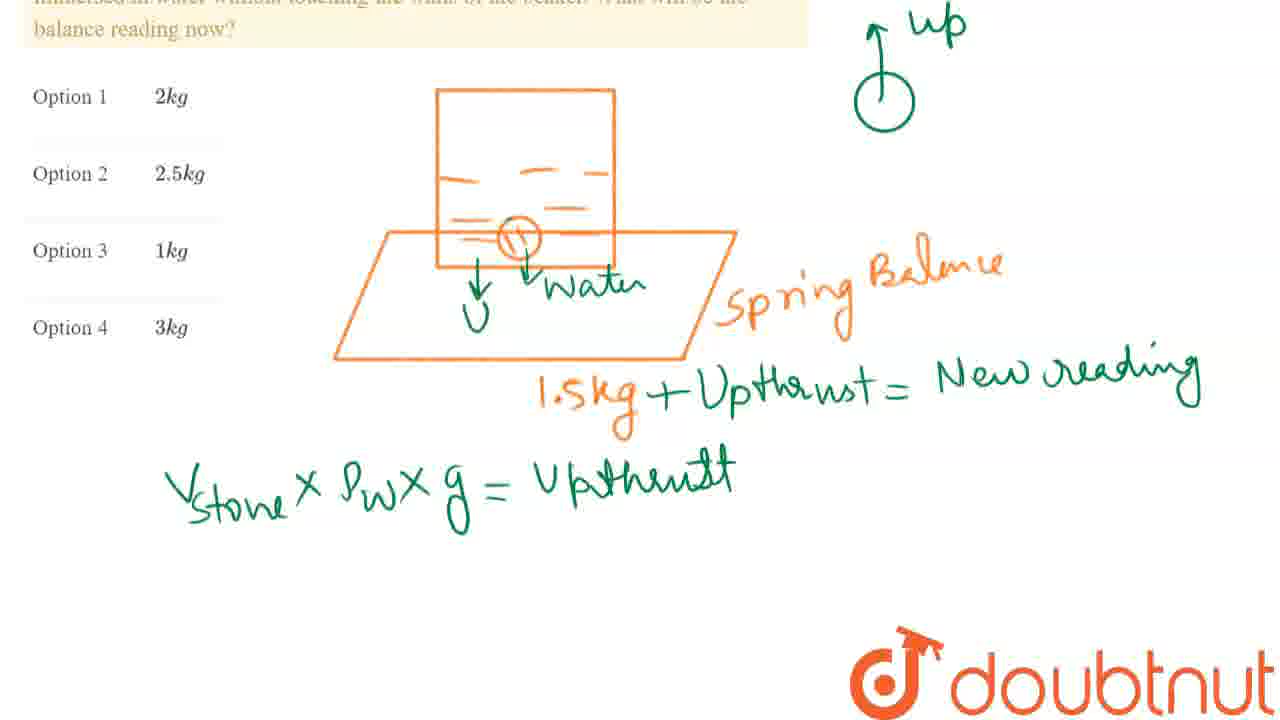 balance reading now?
Option 1 2kg
Option 2 2.5kg
Option 3 1kg
Option 4 3kg
up
Water
U
Spring Balance
1.5kg + Upthrust = New reading
Vstone × ρw × g = Upthrustt
doubtnut